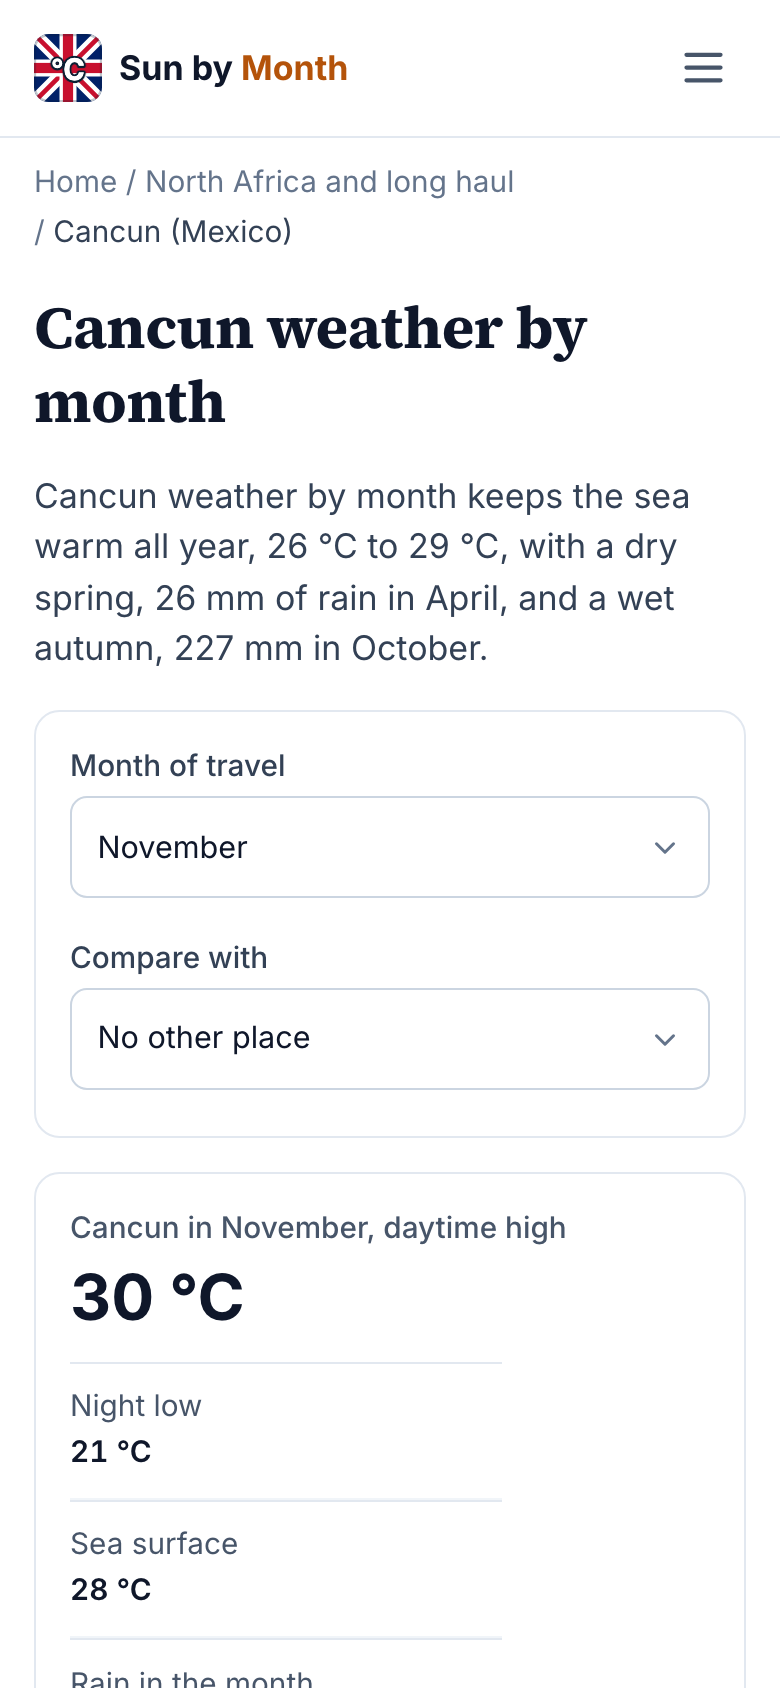 °C
Sun by Month
Home / North Africa and long haul
/ Cancun (Mexico)
Cancun weather by
month
Cancun weather by month keeps the sea
warm all year, 26 °C to 29 °C, with a dry
spring, 26 mm of rain in April, and a wet
autumn, 227 mm in October.
Month of travel
November
Compare with
No other place
Cancun in November, daytime high
30 °C
Night low
21 °C
Sea surface
28 °C
Rain in the month